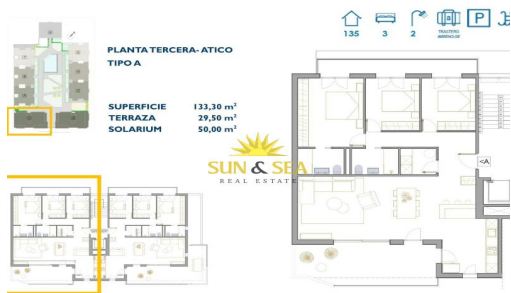 PLANTA TERCERA- ATICO
TIPO A
SUPERFICIE 133,30 m²
TERRAZA 29,50 m²
SOLARIUM 50,00 m²
135
3
2
TRASTERO
P
SUN & SEA
REAL ESTATE
<A